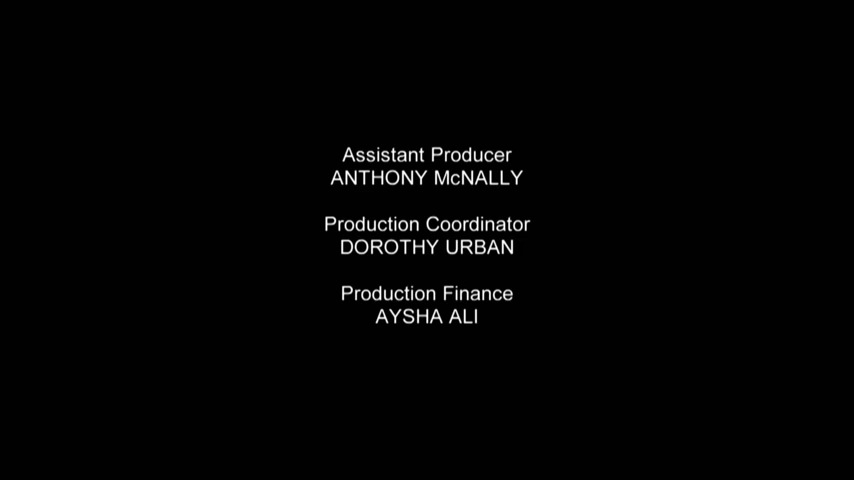 Assistant Producer
ANTHONY McNALLY
Production Coordinator
DOROTHY URBAN
Production Finance
AYSHA ALI